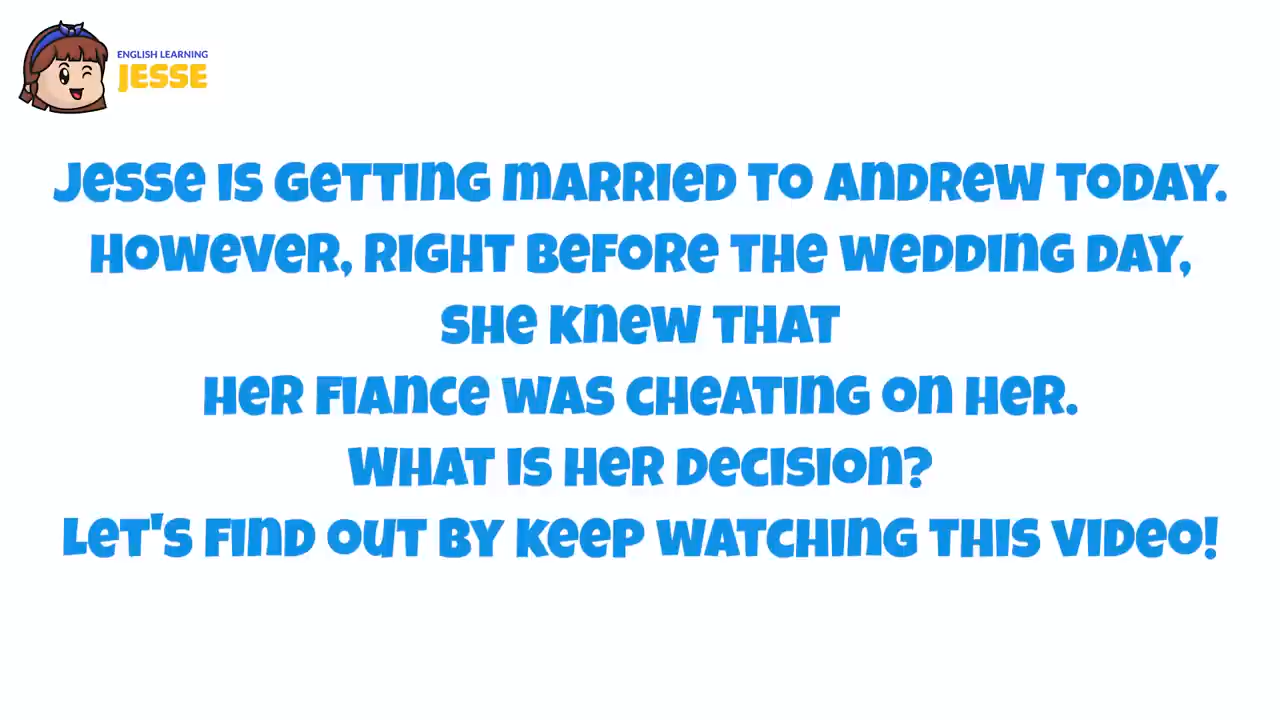 ENGLISH LEARNING
JESSE
Jesse is getting married to Andrew today.
However, right before the wedding day,
she knew that
her fiance was cheating on her.
What is her decision?
Let's find out by keep watching this video!